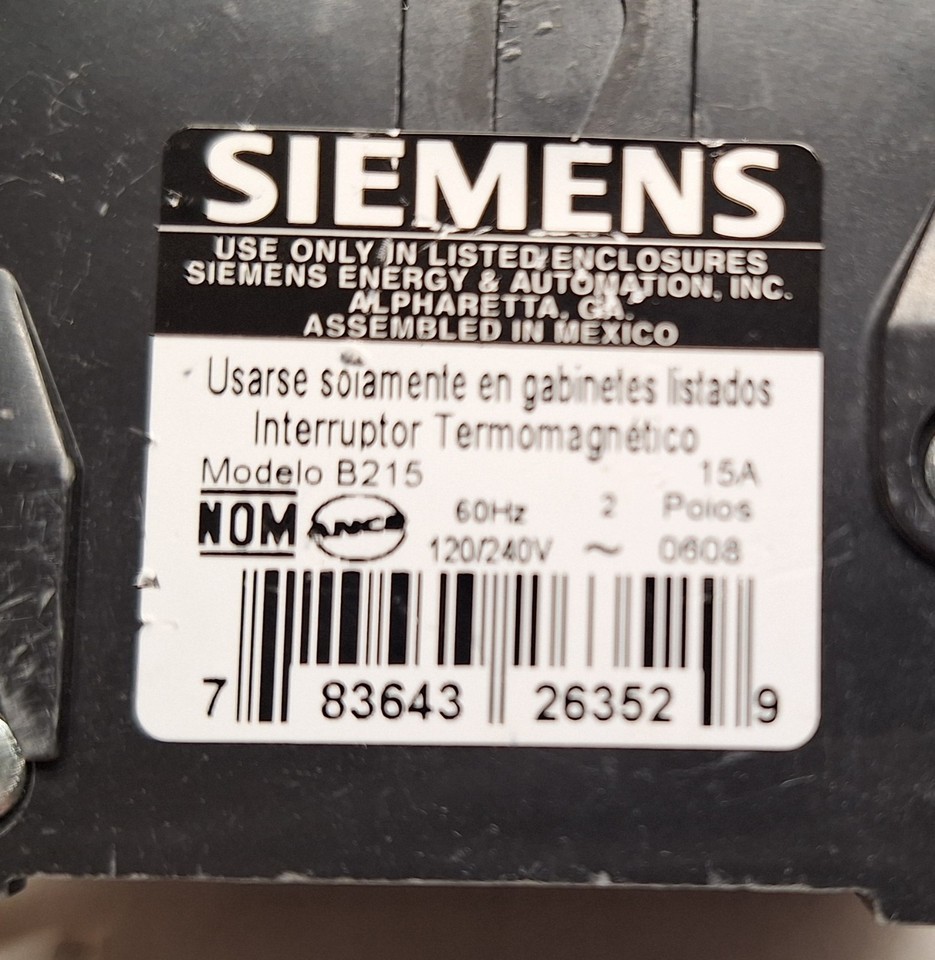 SIEMENS
USE ONLY IN LISTED ENCLOSURES
SIEMENS ENERGY & AUTOMATION, INC.
ALPHARETTA, GA.
ASSEMBLED IN MEXICO
Usarse solamente en gabinetes listados
Interruptor Termomagnético
Modelo B215 15A
NOM ANCE 60Hz 2 Polos
120/240V ~ 0608
7 83643 26352 9